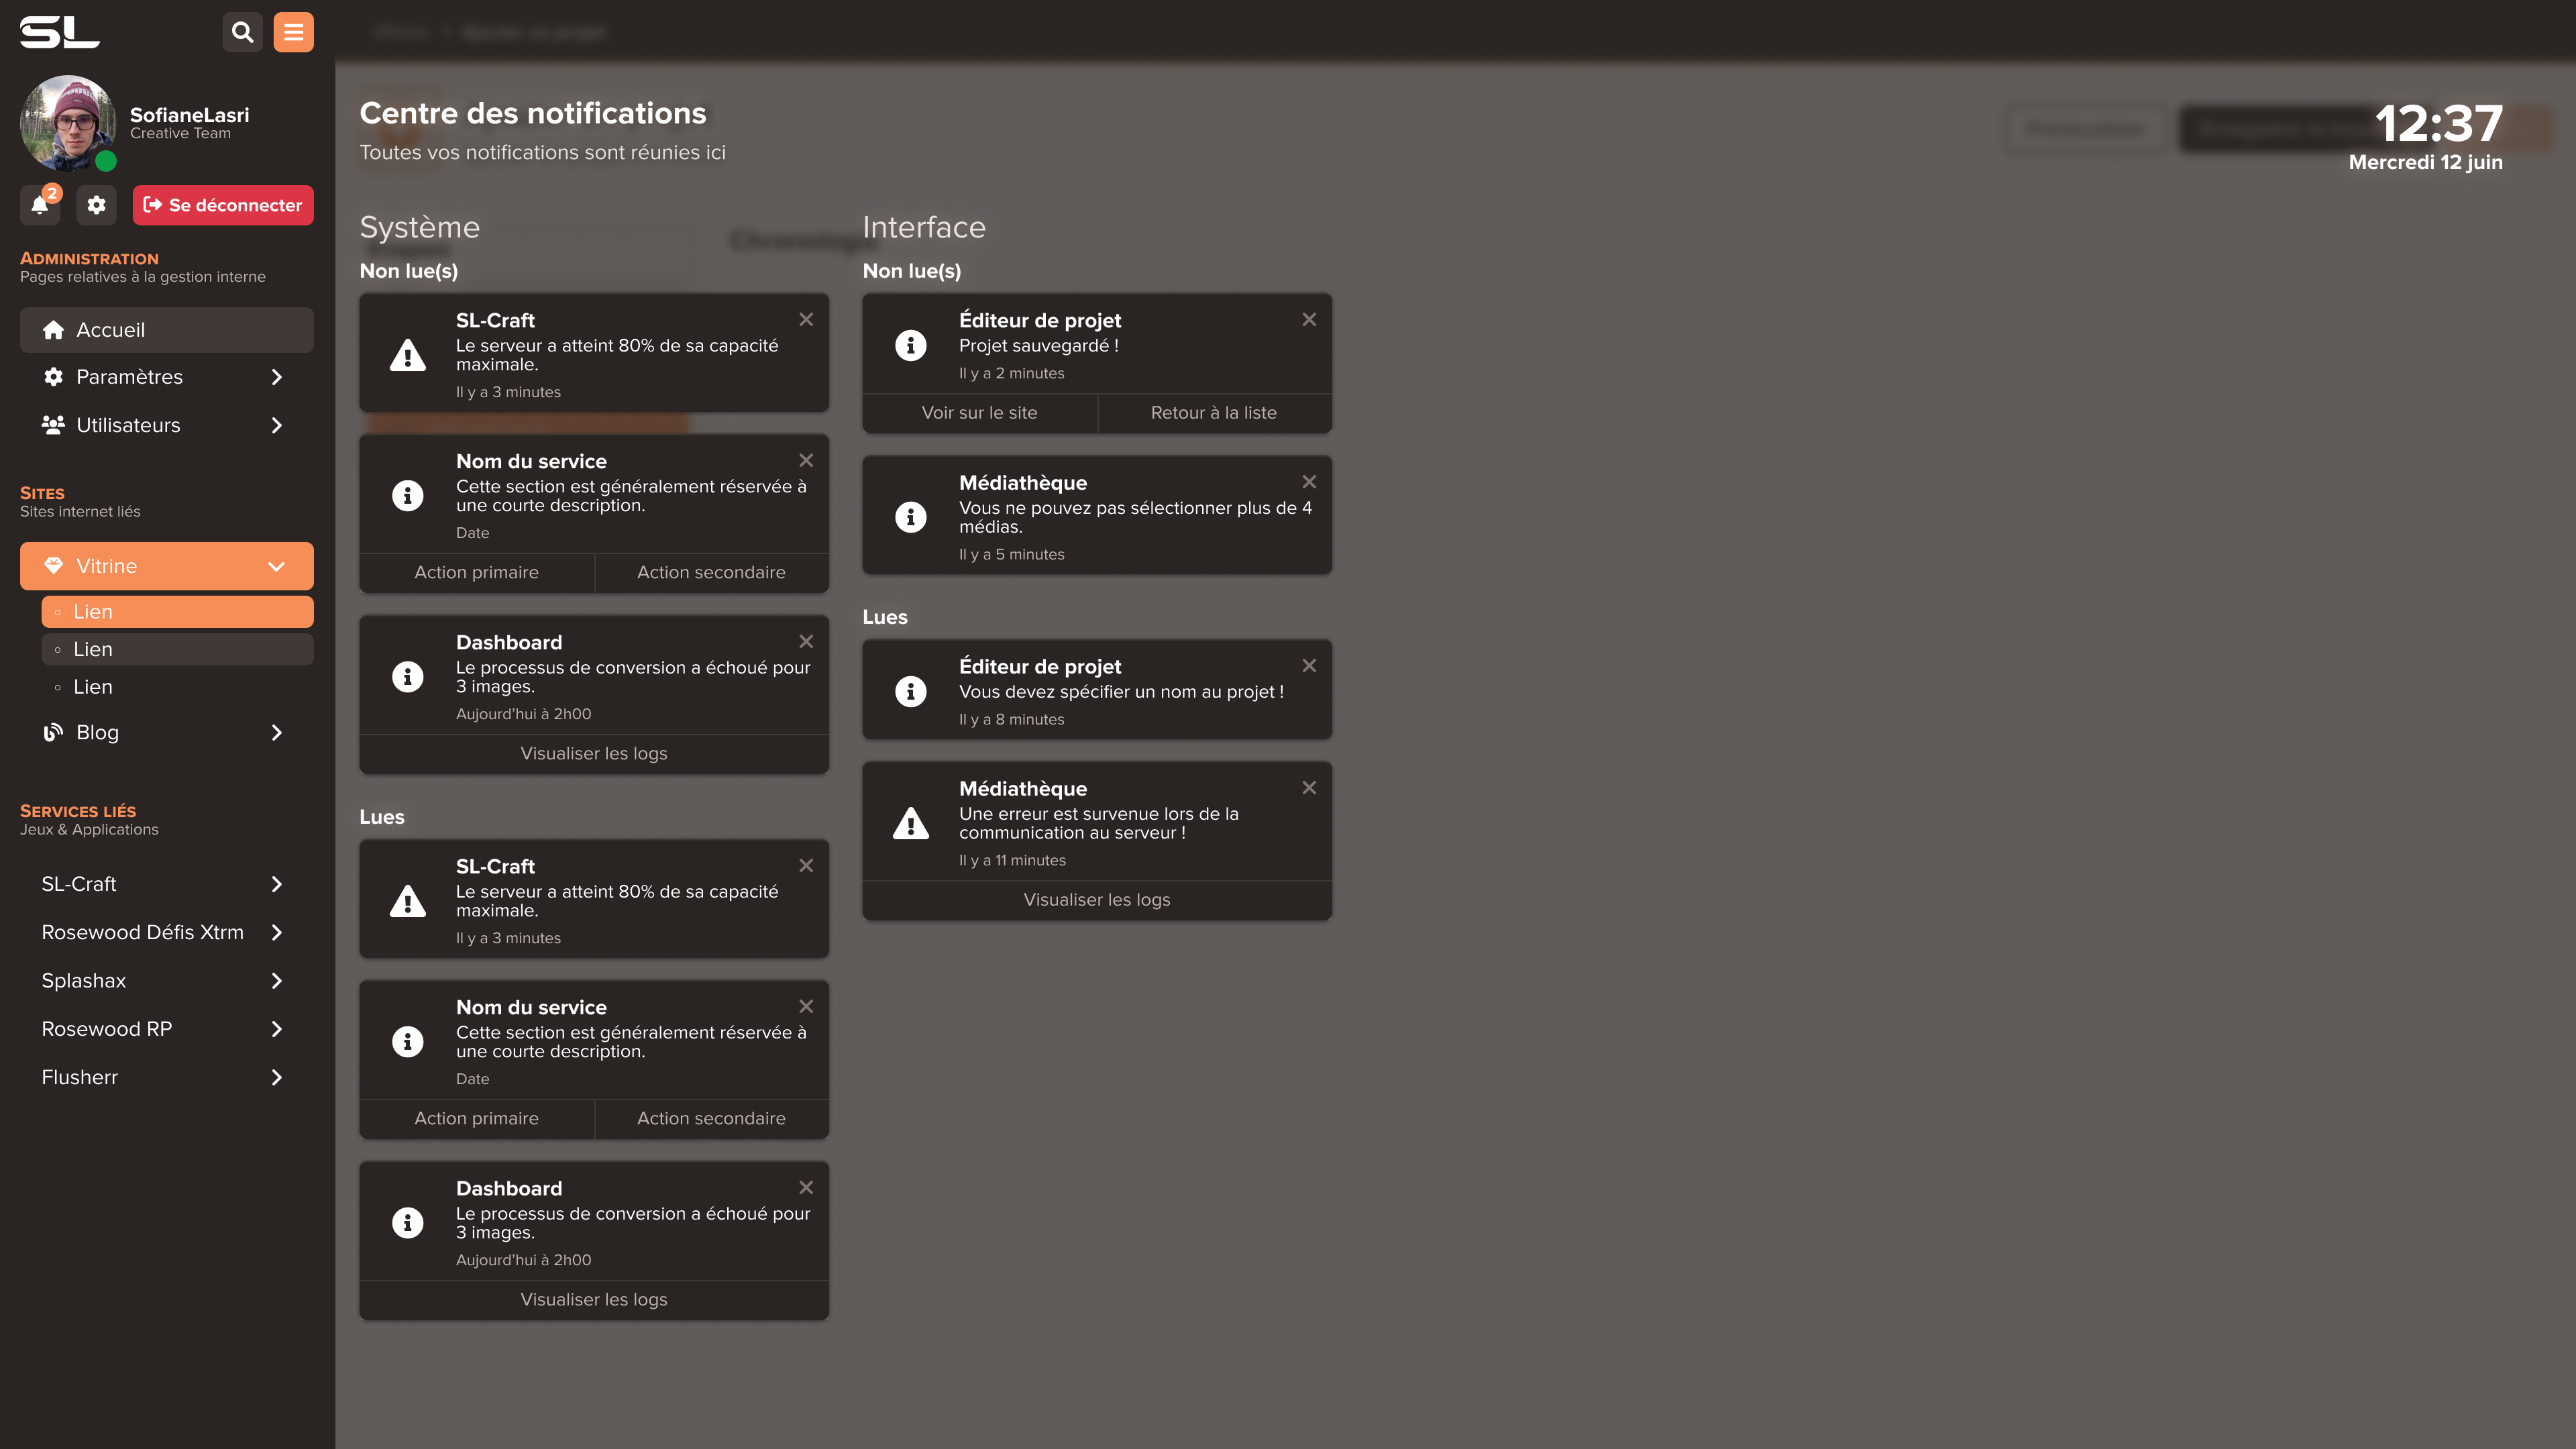 SL
SofianeLasri
Creative Team
2
Se déconnecter
ADMINISTRATION
Pages relatives à la gestion interne
Accueil
Paramètres
Utilisateurs
SITES
Sites internet liés
Vitrine
Lien
Lien
Lien
Blog
SERVICES LIÉS
Jeux & Applications
SL-Craft
Rosewood Défis Xtrm
Splashax
Rosewood RP
Flusherr
Centre des notifications
Toutes vos notifications sont réunies ici
12:37
Mercredi 12 juin
Système
Non lue(s)
SL-Craft
Le serveur a atteint 80% de sa capacité
maximale.
Il y a 3 minutes
Nom du service
Cette section est généralement réservée à
une courte description.
Date
Action primaire
Action secondaire
Dashboard
Le processus de conversion a échoué pour
3 images.
Aujourd'hui à 2h00
Visualiser les logs
Lues
SL-Craft
Le serveur a atteint 80% de sa capacité
maximale.
Il y a 3 minutes
Nom du service
Cette section est généralement réservée à
une courte description.
Date
Action primaire
Action secondaire
Dashboard
Le processus de conversion a échoué pour
3 images.
Aujourd'hui à 2h00
Visualiser les logs
Interface
Chronologie
Non lue(s)
Éditeur de projet
Projet sauvegardé !
Il y a 2 minutes
Voir sur le site
Retour à la liste
Médiathèque
Vous ne pouvez pas sélectionner plus de 4
médias.
Il y a 5 minutes
Lues
Éditeur de projet
Vous devez spécifier un nom au projet !
Il y a 8 minutes
Médiathèque
Une erreur est survenue lors de la
communication au serveur !
Il y a 11 minutes
Visualiser les logs